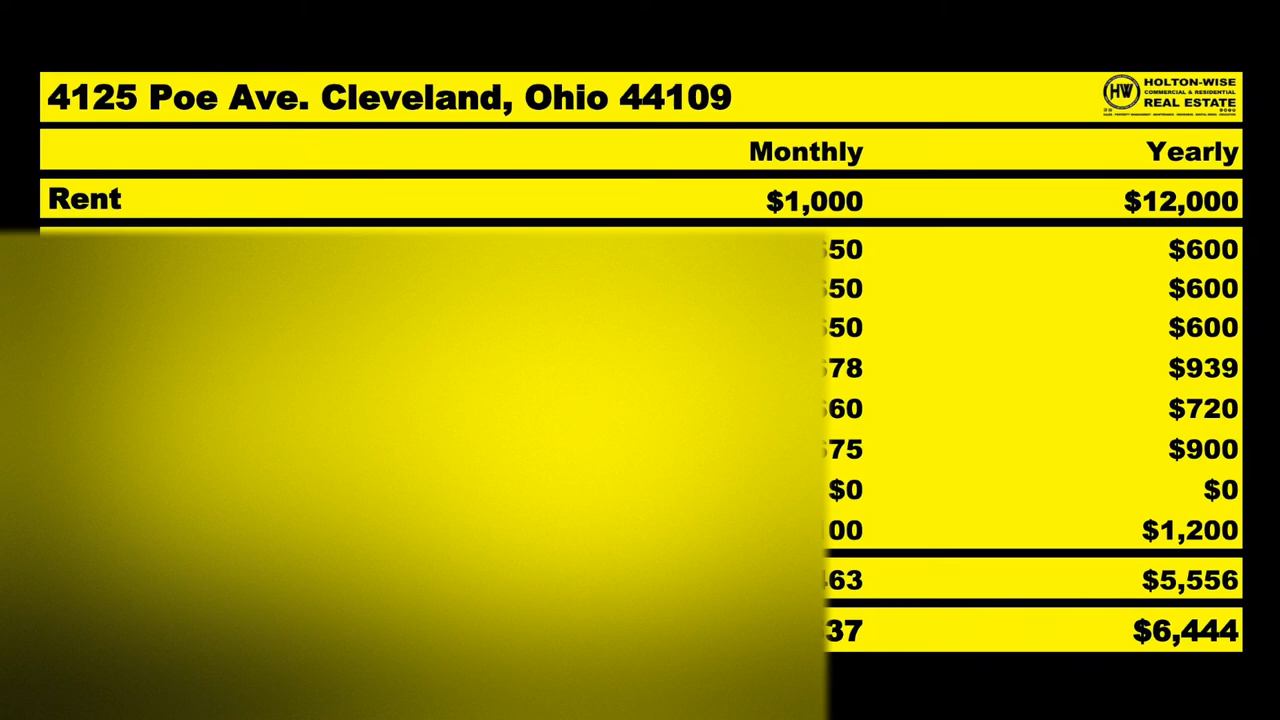 4125 Poe Ave. Cleveland, Ohio 44109
HOLTON-WISE
COMMERCIAL & RESIDENTIAL
REAL ESTATE
HW
Monthly Yearly
Rent $1,000 $12,000
50 $600
50 $600
50 $600
78 $939
60 $720
75 $900
$0 $0
00 $1,200
63 $5,556
37 $6,444